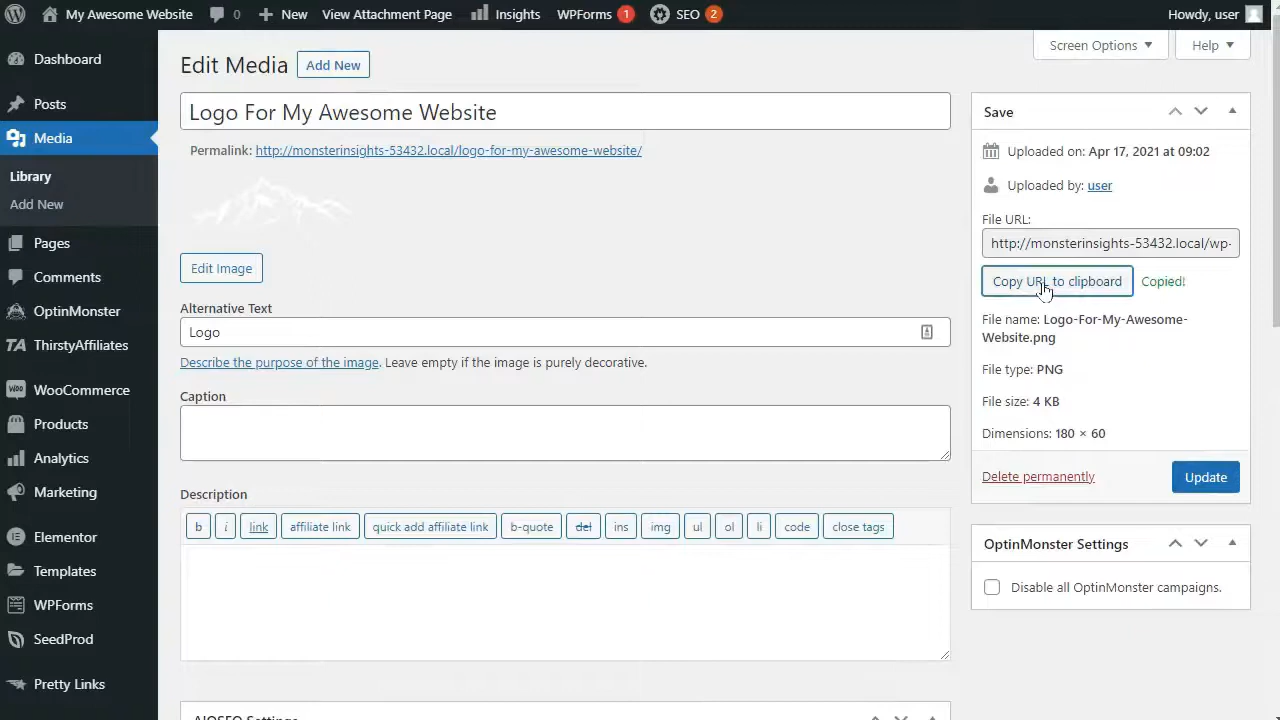 My Awesome Website 0 New View Attachment Page Insights WPForms 1 SEO 2 Howdy, user
Screen Options Help
Dashboard
Posts
Media
Library
Add New
Pages
Comments
OptinMonster
ThirstyAffiliates
WooCommerce
Products
Analytics
Marketing
Elementor
Templates
WPForms
SeedProd
Pretty Links
Edit Media Add New
Logo For My Awesome Website
Permalink: http://monsterinsights-53432.local/logo-for-my-awesome-website/
Edit Image
Alternative Text
Logo
Describe the purpose of the image. Leave empty if the image is purely decorative.
Caption
Description
b i link affiliate link quick add affiliate link b-quote del ins img ul ol li code close tags
AIOSEO Settings
Save
Uploaded on: Apr 17, 2021 at 09:02
Uploaded by: user
File URL:
http://monsterinsights-53432.local/wp-
Copy URL to clipboard Copied!
File name: Logo-For-My-Awesome-
Website.png
File type: PNG
File size: 4 KB
Dimensions: 180 × 60
Delete permanently Update
OptinMonster Settings
Disable all OptinMonster campaigns.